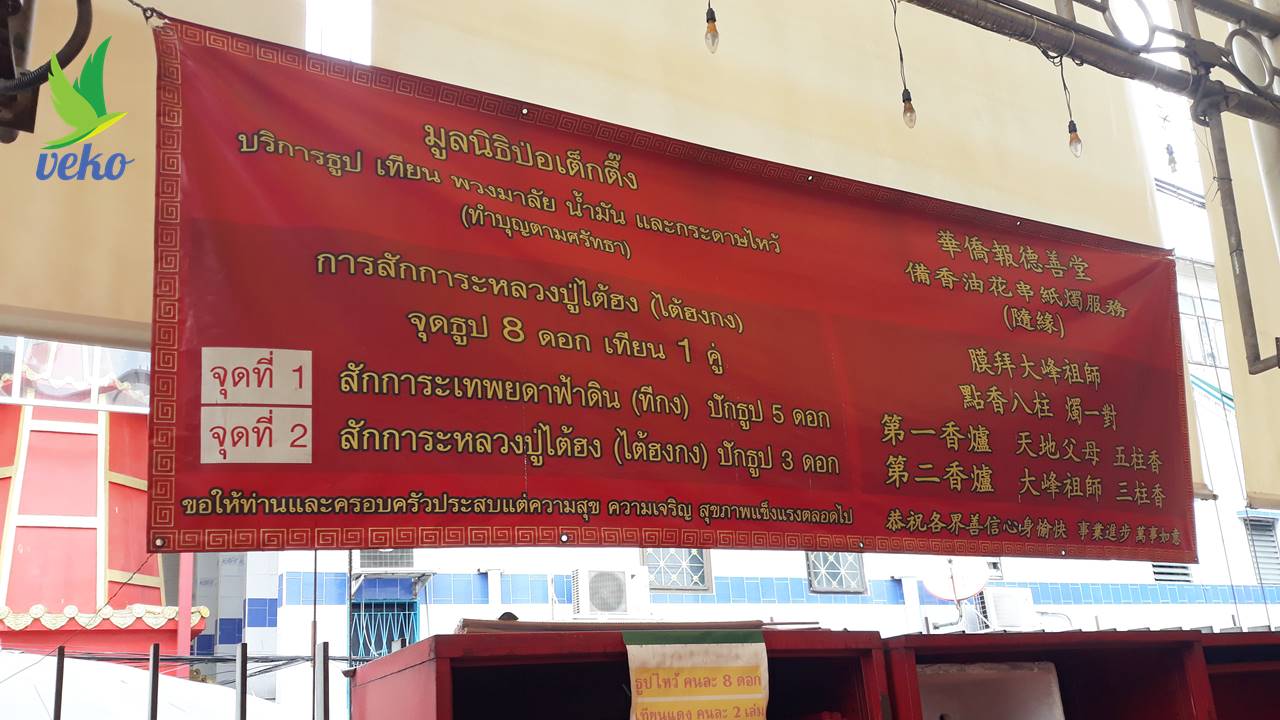 veko
มูลนิธิป่อเต็กตึ๊ง
บริการธูป เทียน พวงมาลัย น้ำมัน และกระดาษไหว้
(ทำบุญตามศรัทธา)
การสักการะหลวงปู่ไต้ฮง (ไต้ฮงกง)
จุดธูป 8 ดอก เทียน 1 คู่
จุดที่ 1 สักการะเทพยดาฟ้าดิน (ทีกง) ปักธูป 5 ดอก
จุดที่ 2 สักการะหลวงปู่ไต้ฮง (ไต้ฮงกง) ปักธูป 3 ดอก
ขอให้ท่านและครอบครัวประสบแต่ความสุข ความเจริญ สุขภาพแข็งแรงตลอดไป
華僑報德善堂
備香油花串紙燭服務
(隨緣)
膜拜大峰祖師
點香八柱 燭一對
第一香爐 天地父母 五柱香
第二香爐 大峰祖師 三柱香
恭祝各界善信心身愉快 事業進步 萬事如意
ธูปไหว้ คนละ 8 ดอก
เทียนแดง คนละ 2 เล่ม